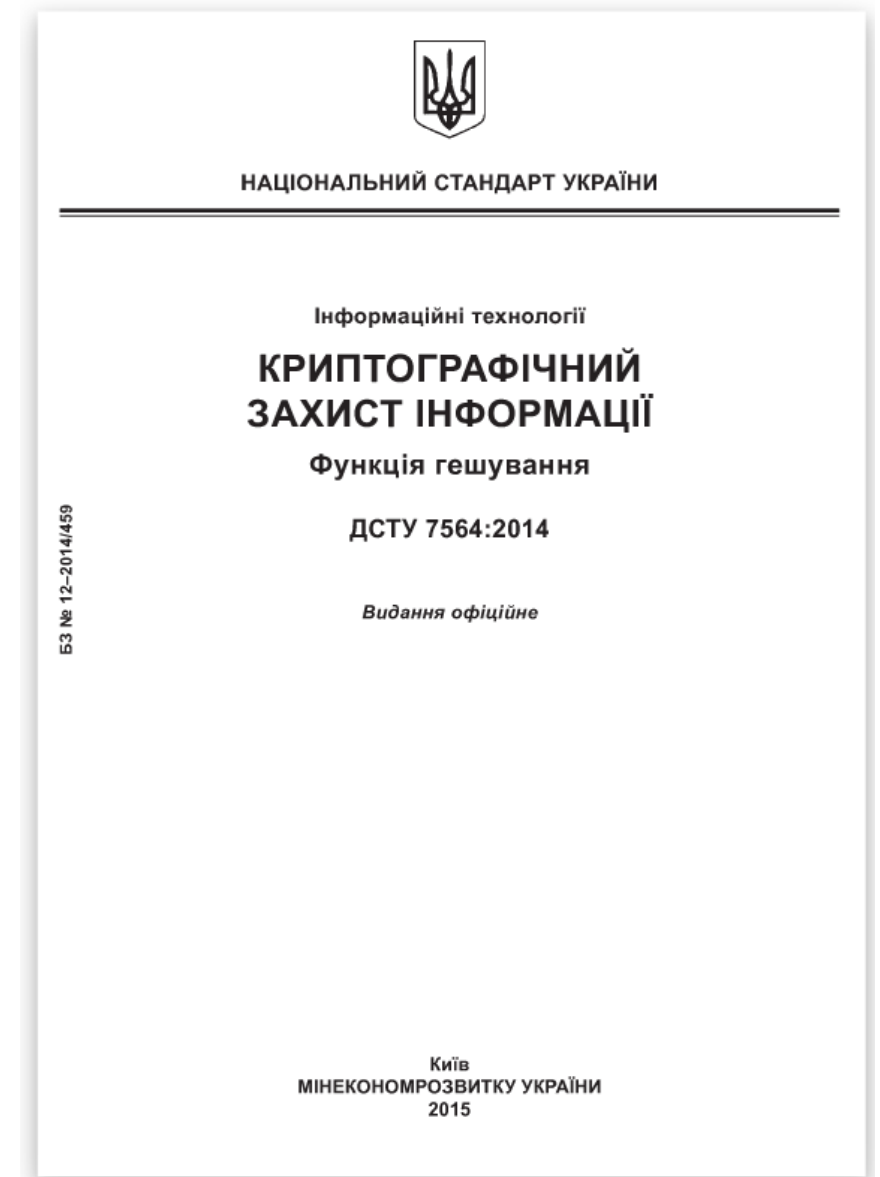 НАЦІОНАЛЬНИЙ СТАНДАРТ УКРАЇНИ
Інформаційні технології
КРИПТОГРАФІЧНИЙ
ЗАХИСТ ІНФОРМАЦІЇ
Функція гешування
ДСТУ 7564:2014
Видання офіційне
БЗ № 12–2014/459
Київ
МІНЕКОНОМРОЗВИТКУ УКРАЇНИ
2015